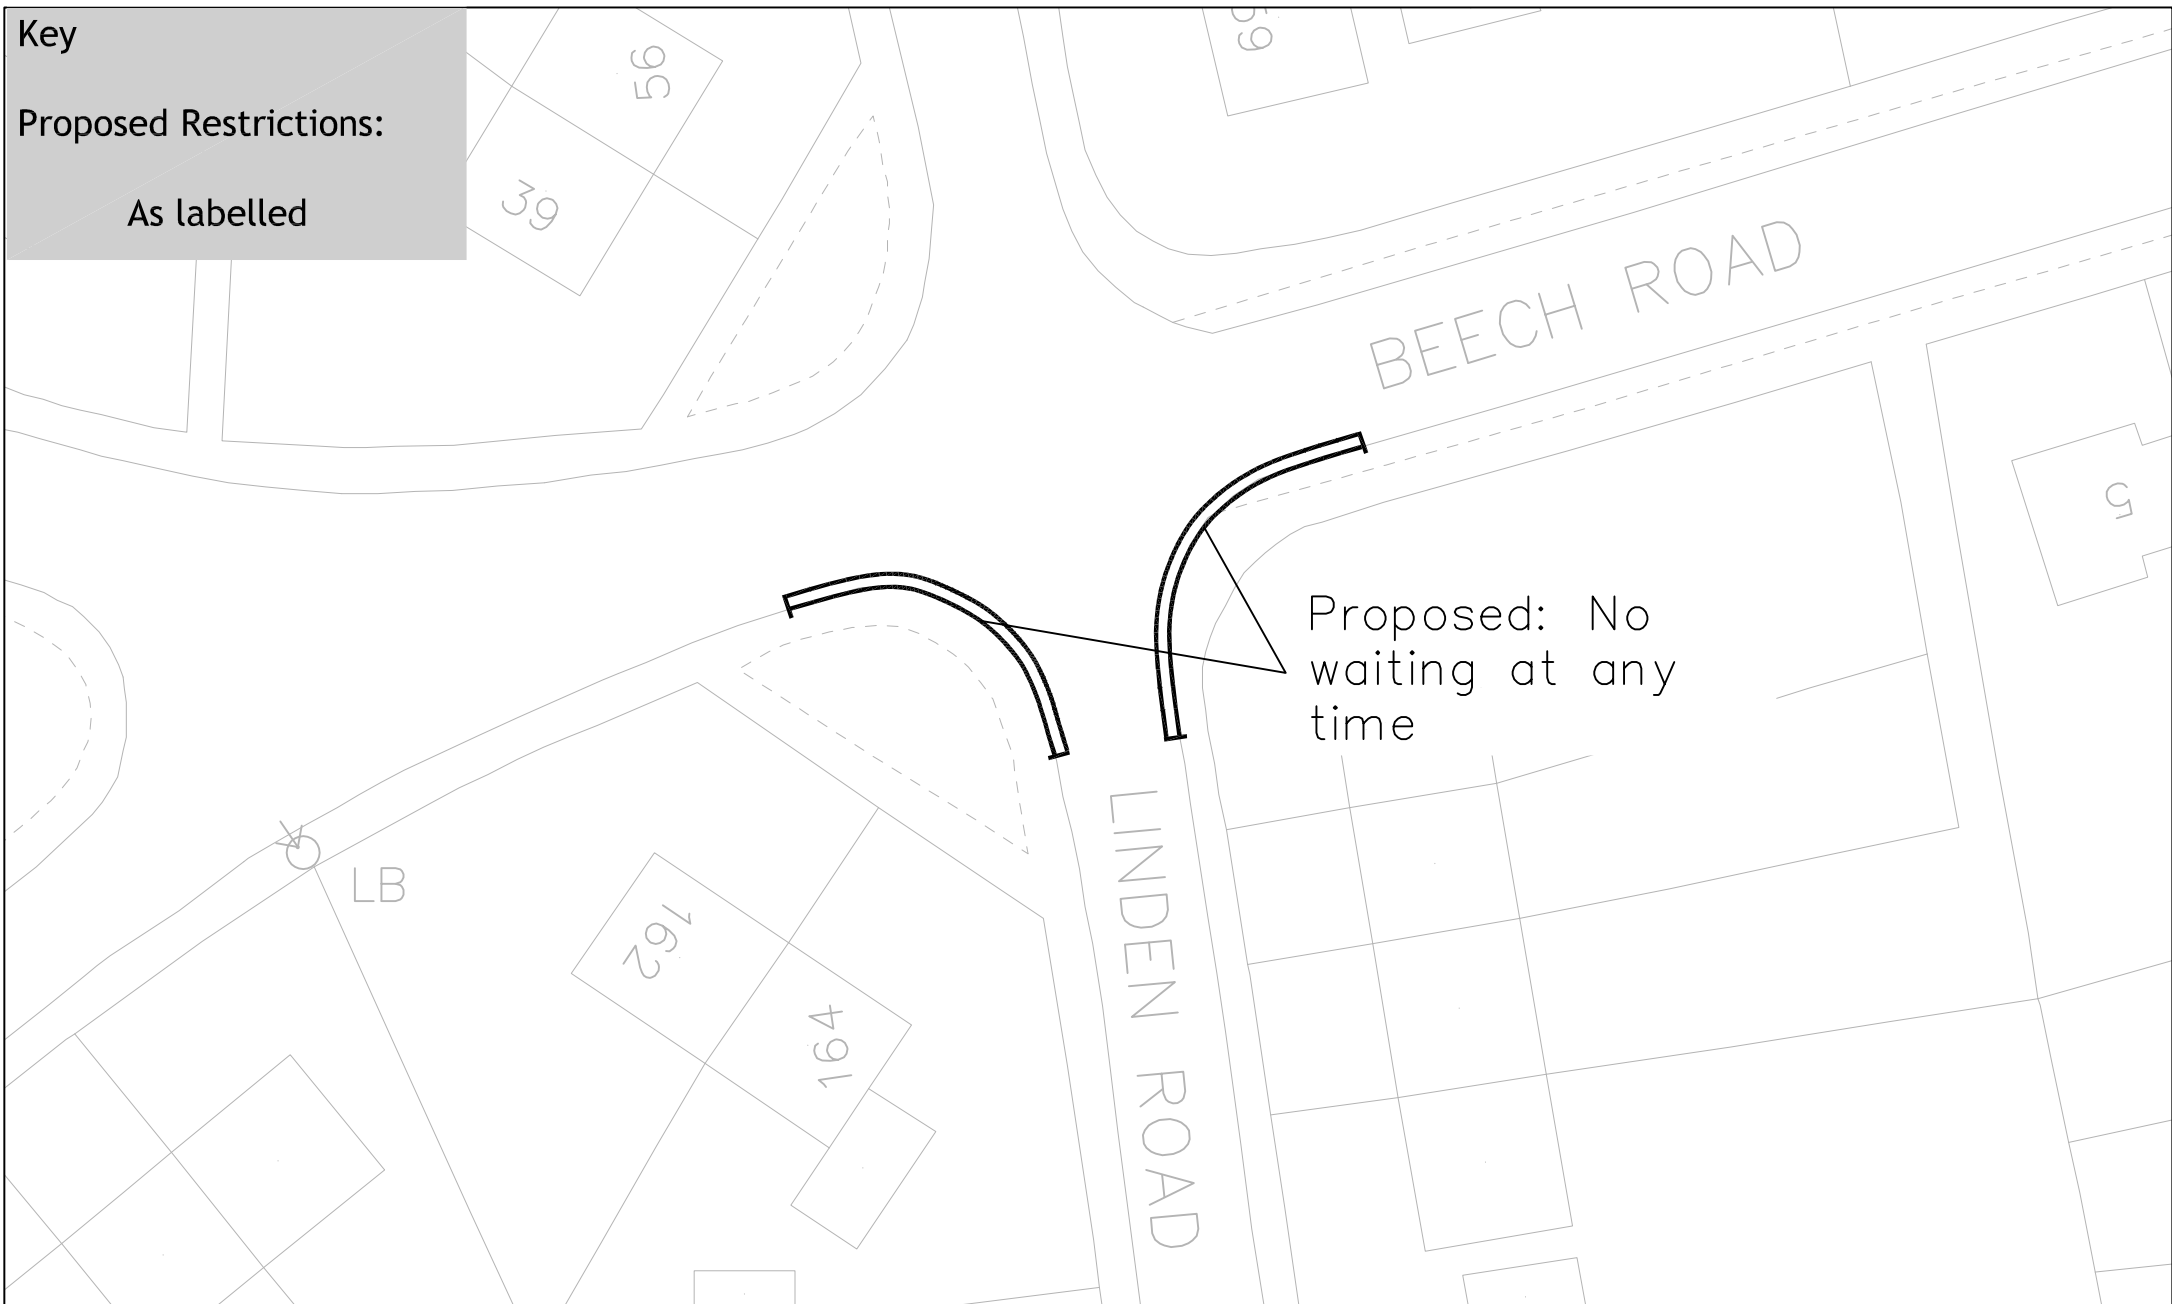 Key
Proposed Restrictions:
As labelled
56
39
69
BEECH ROAD
5
Proposed: No
waiting at any
time
LB
162
164
LINDEN ROAD